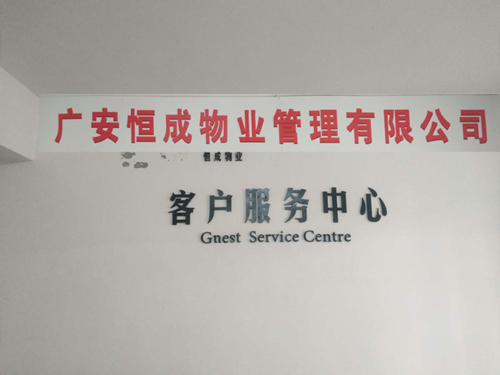 广安恒成物业管理有限公司
恒成物业
客户服务中心
Gnest Service Centre